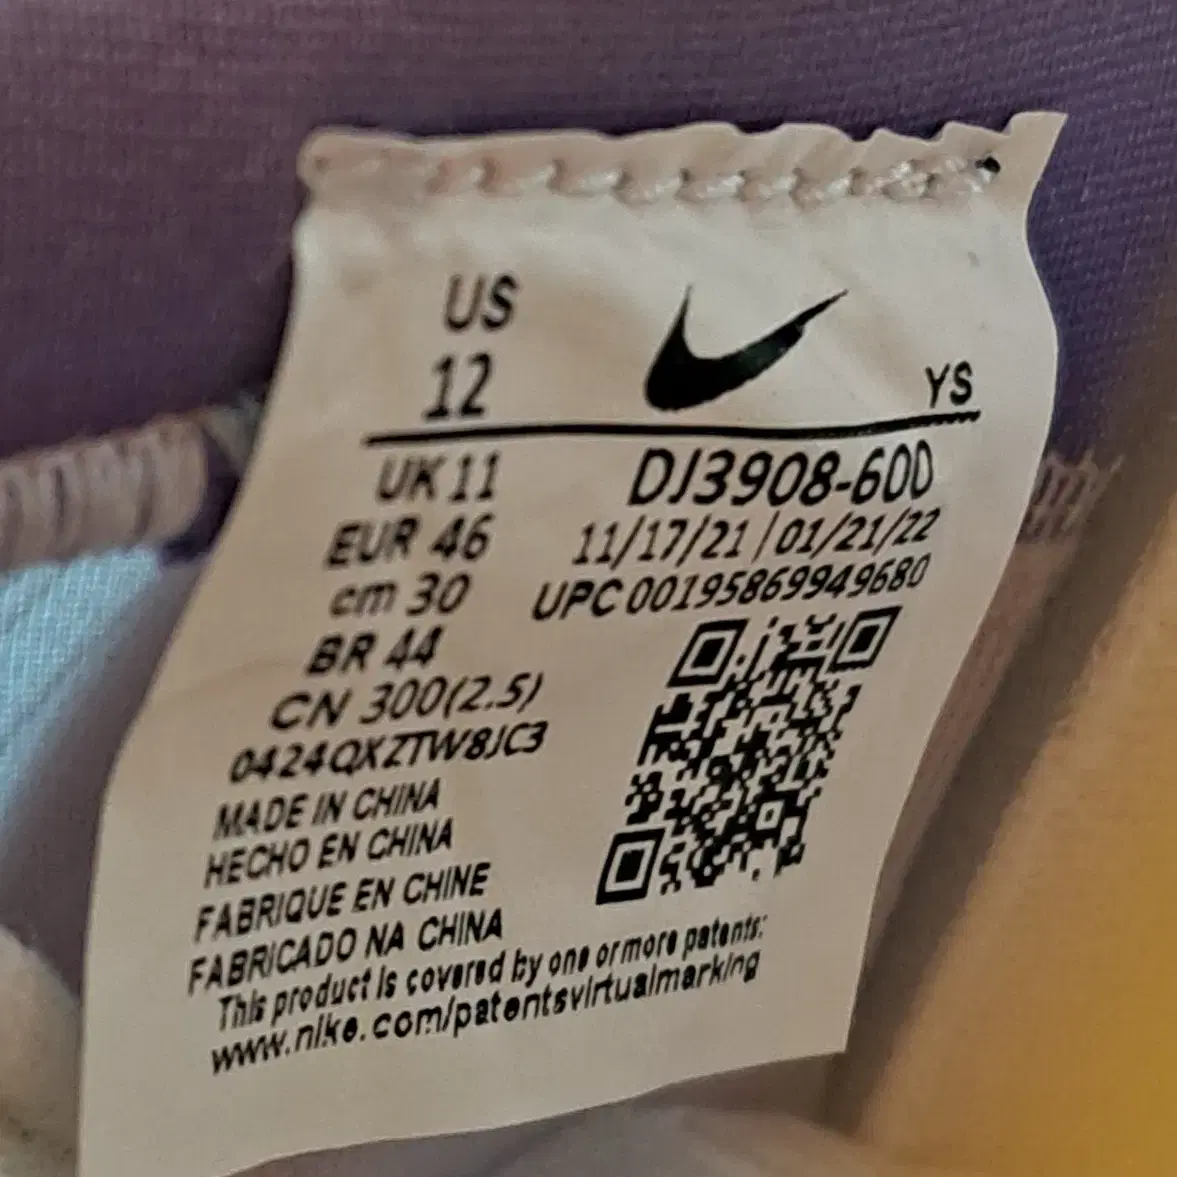 US
12
YS
UK 11
DJ3908-600
EUR 46
11/17/21 | 01/21/22
cm 30
UPC 00195869949680
BR 44
CN 300(2.5)
0424QXZTW8JC3
MADE IN CHINA
HECHO EN CHINA
FABRIQUE EN CHINE
FABRICADO NA CHINA
This product is covered by one or more patents:
www.nike.com/patentsvirtualmarking